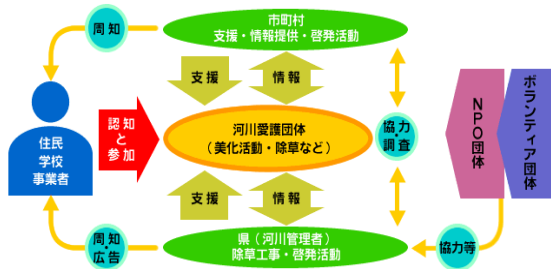 周知
市町村
支援・情報提供・啓発活動
支援
情報
住民
学校
事業者
認知
と
参加
河川愛護団体
（美化活動・除草など）
協力・
調査
NPO団体
ボランティア団体
支援
情報
周知・
広告
県（河川管理者）
除草工事・啓発活動
協力等